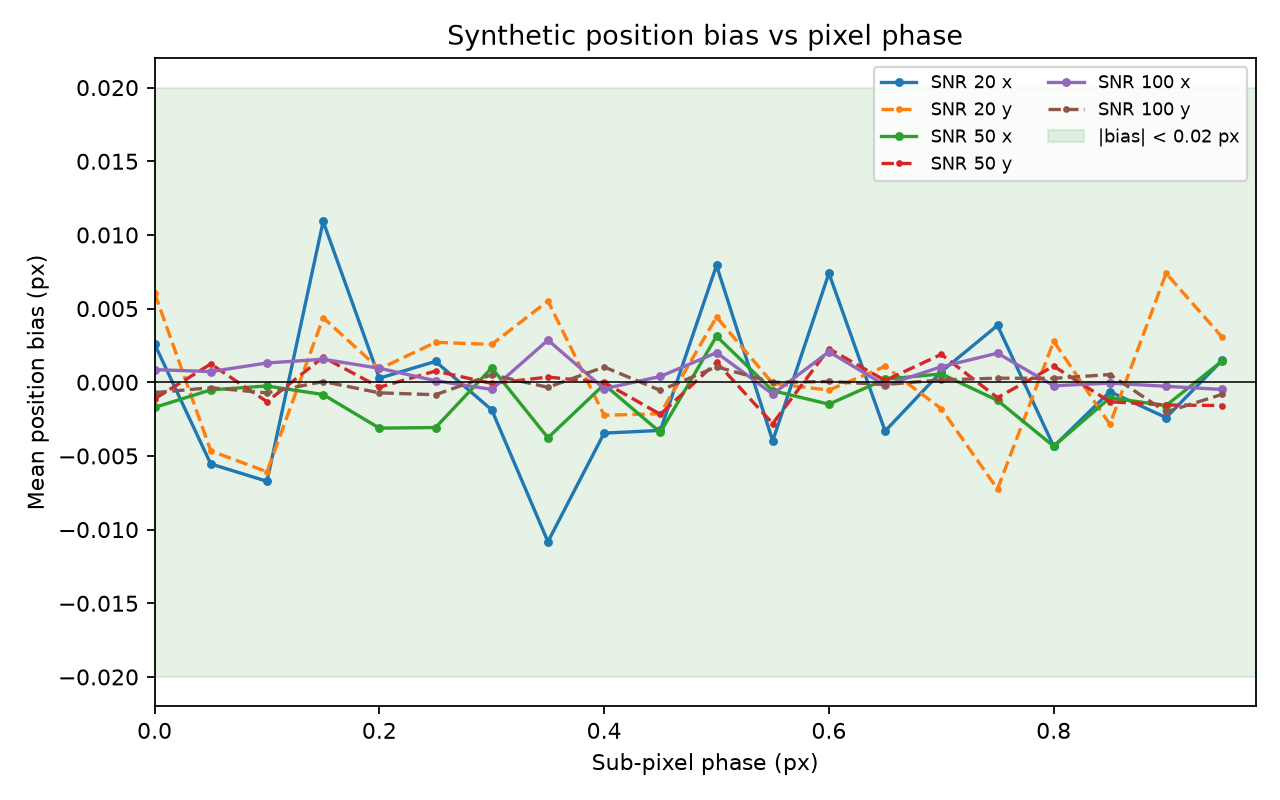 Synthetic position bias vs pixel phase
SNR 20 x
SNR 20 y
SNR 50 x
SNR 50 y
SNR 100 x
SNR 100 y
|bias| < 0.02 px
Mean position bias (px)
0.020
0.015
0.010
0.005
0.000
−0.005
−0.010
−0.015
−0.020
0.0 0.2 0.4 0.6 0.8
Sub-pixel phase (px)